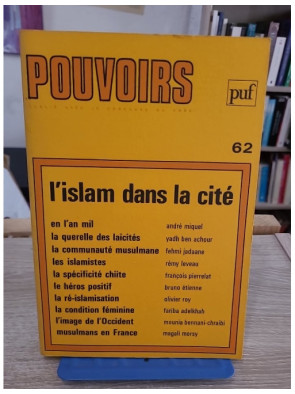 POUVOIRS
puf
62
l'islam dans la cité
en l'an mil andré miquel
la querelle des laïcités yadh ben achour
la communauté musulmane fehmi jadaane
les islamistes rémy leveau
la spécificité chiite françois pierrelat
le héros positif bruno étienne
la ré-islamisation olivier roy
la condition féminine fariba adelkhah
l'image de l'Occident mounia bennani-chraïbi
musulmans en France magali morsy